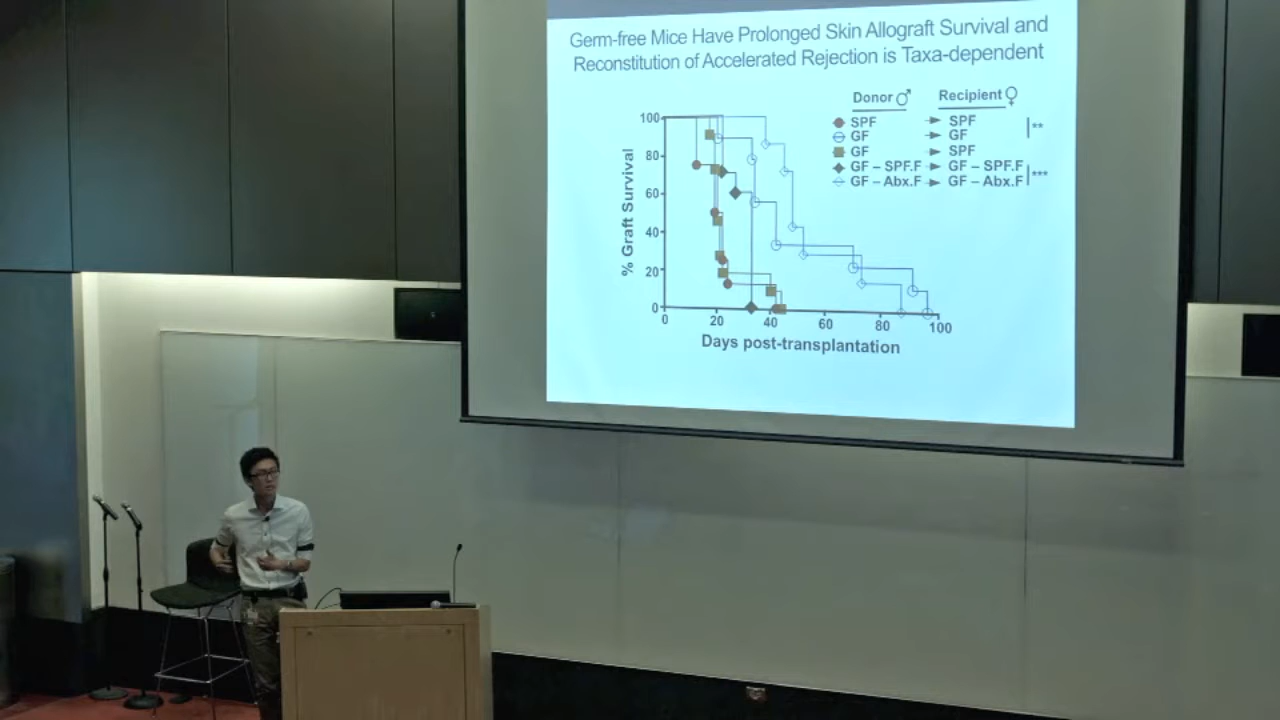 Germ-free Mice Have Prolonged Skin Allograft Survival and
Reconstitution of Accelerated Rejection is Taxa-dependent
Donor ♂ Recipient ♀
SPF → SPF
GF → GF
**
GF → SPF
GF – SPF.F → GF – SPF.F
GF – Abx.F → GF – Abx.F
***
% Graft Survival
100
80
60
40
20
0
0 20 40 60 80 100
Days post-transplantation